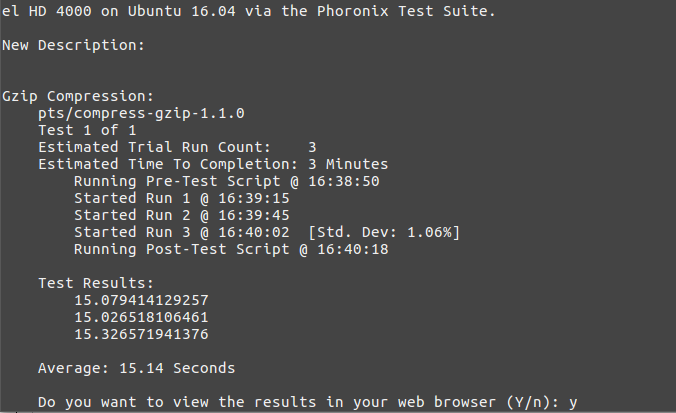 el HD 4000 on Ubuntu 16.04 via the Phoronix Test Suite.
New Description:
Gzip Compression:
pts/compress-gzip-1.1.0
Test 1 of 1
Estimated Trial Run Count: 3
Estimated Time To Completion: 3 Minutes
Running Pre-Test Script @ 16:38:50
Started Run 1 @ 16:39:15
Started Run 2 @ 16:39:45
Started Run 3 @ 16:40:02 [Std. Dev: 1.06%]
Running Post-Test Script @ 16:40:18
Test Results:
15.079414129257
15.026518106461
15.326571941376
Average: 15.14 Seconds
Do you want to view the results in your web browser (Y/n): y